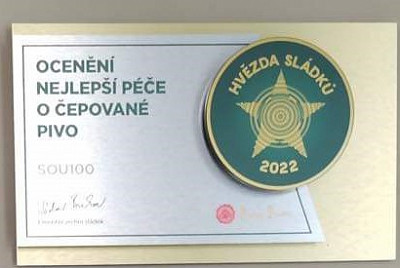 OCENĚNÍ
NEJLEPŠÍ PÉČE
O ČEPOVANÉ
PIVO
SOU100
HVĚZDA SLÁDKŮ
2022